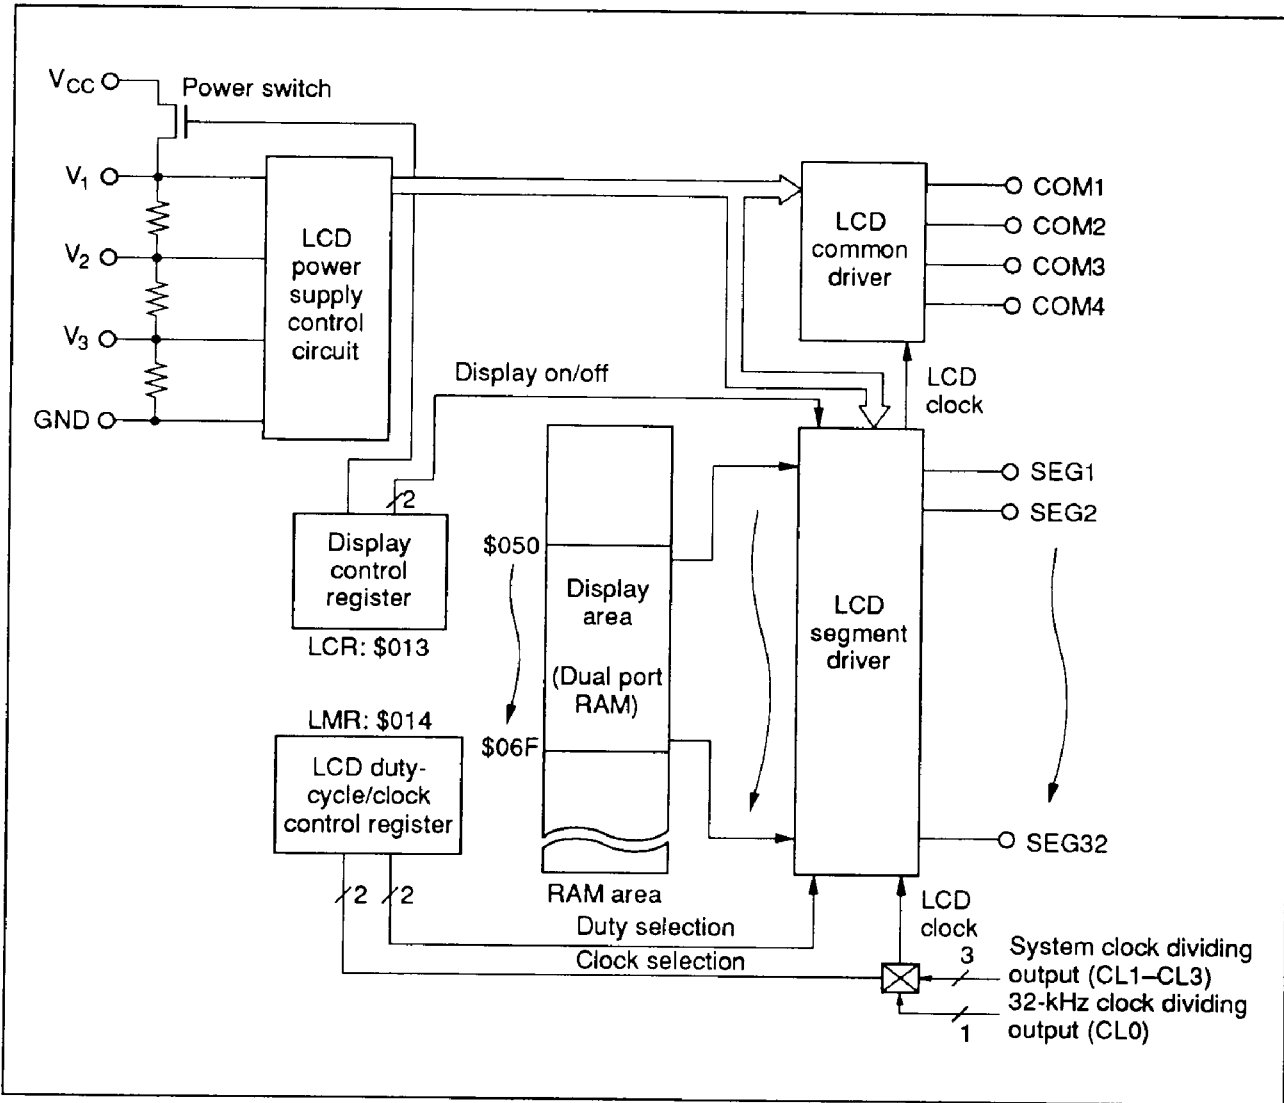 VCC
Power switch
V1
V2
V3
GND
LCD
power
supply
control
circuit
LCD
common
driver
COM1
COM2
COM3
COM4
LCD
clock
Display on/off
2
Display
control
register
LCR: $013
LMR: $014
LCD duty-
cycle/clock
control register
2
2
$050
$06F
Display
area
(Dual port
RAM)
RAM area
LCD
segment
driver
SEG1
SEG2
SEG32
Duty selection
Clock selection
LCD
clock
3
System clock dividing
output (CL1–CL3)
32-kHz clock dividing
output (CL0)
1